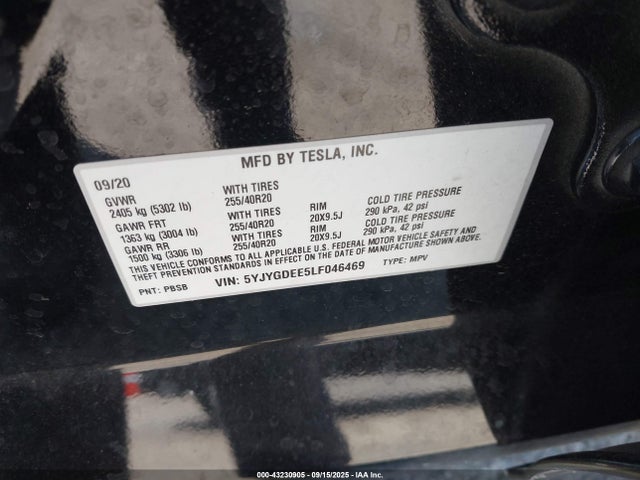 MFD BY TESLA, INC.
09/20
GVWR WITH TIRES RIM COLD TIRE PRESSURE
2405 kg (5302 lb) 255/40R20 20X9.5J 290 kPa, 42 psi
GAWR FRT WITH TIRES RIM COLD TIRE PRESSURE
1363 kg (3004 lb) 255/40R20 20X9.5J 290 kPa, 42 psi
GAWR RR WITH TIRES
1500 kg (3306 lb) 255/40R20
THIS VEHICLE CONFORMS TO ALL APPLICABLE U.S. FEDERAL MOTOR VEHICLE SAFETY AND
THEFT PREVENTION STANDARDS IN EFFECT ON THE DATE OF MANUFACTURE SHOWN ABOVE.
PNT: PBSB VIN: 5YJYGDEE5LF046469 TYPE: MPV
000-43230905 - 09/15/2025 - IAA Inc.